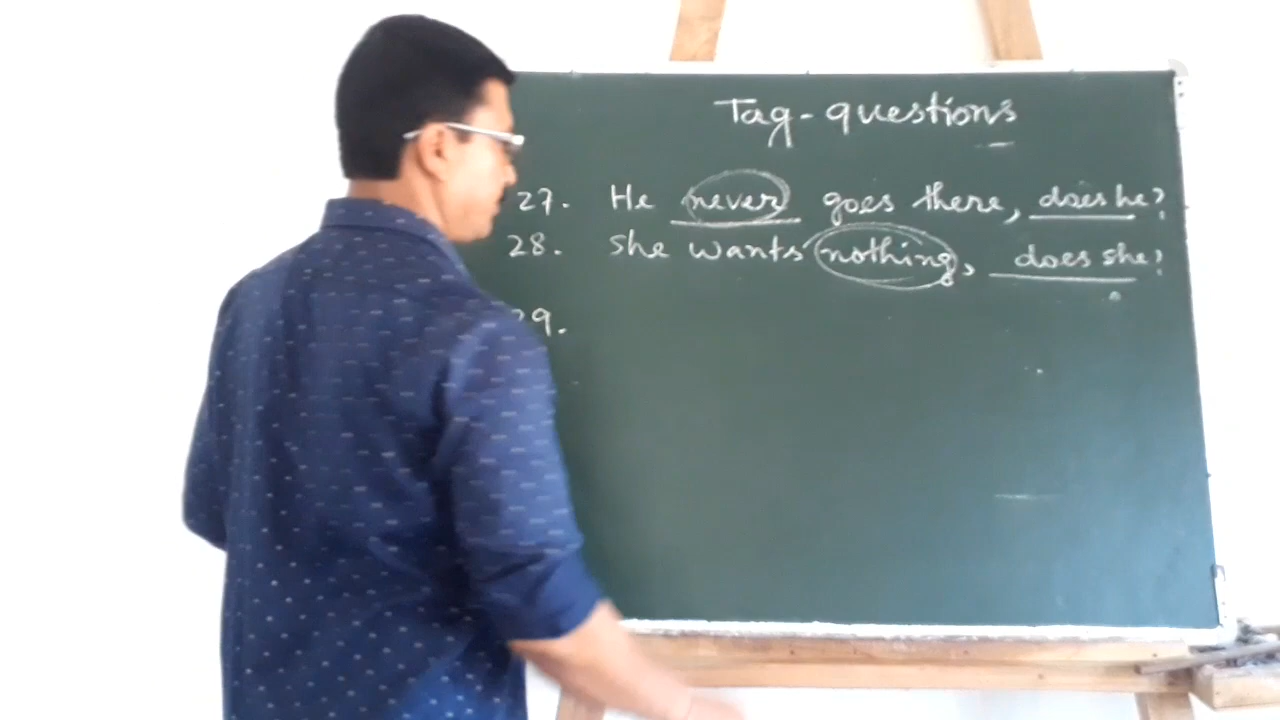 Tag-questions
27. He never goes there, does he?
28. She wants nothing, does she?
29.